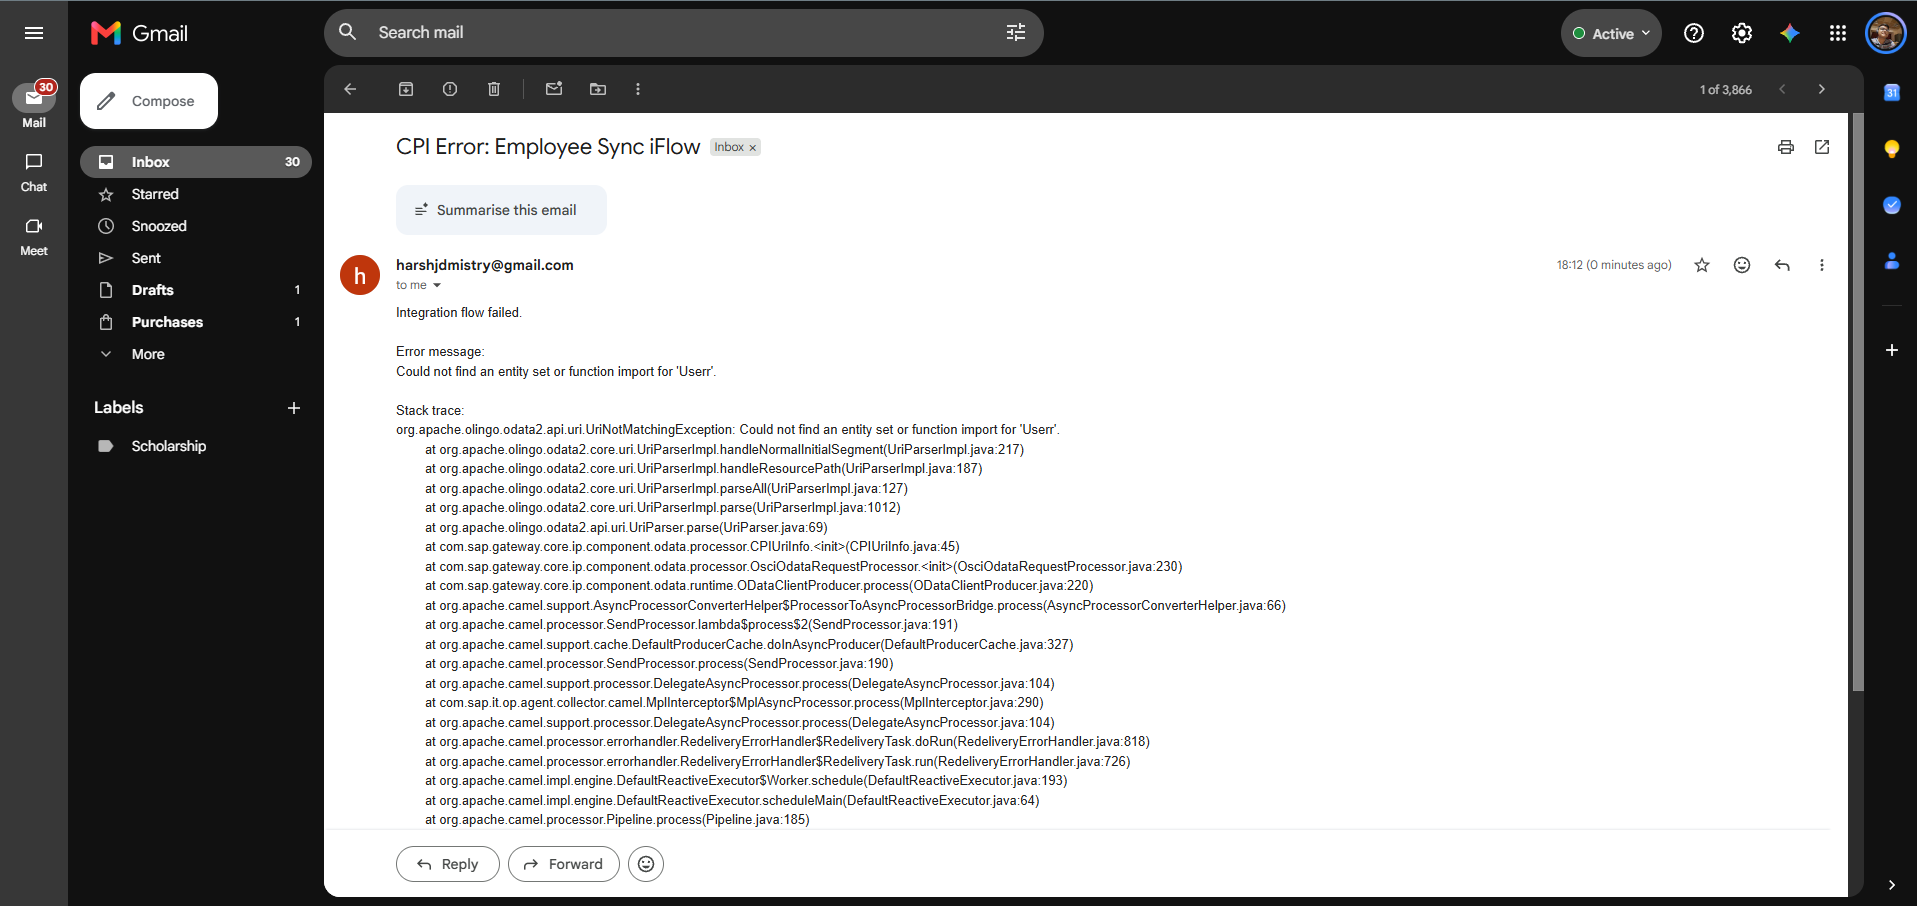 Gmail
Search mail
Active
30
Mail
Chat
Meet
Compose
Inbox 30
Starred
Snoozed
Sent
Drafts 1
Purchases 1
More
Labels
Scholarship
1 of 3,866
CPI Error: Employee Sync iFlow Inbox ×
Summarise this email
h
harshjdmistry@gmail.com 18:12 (0 minutes ago)
to me
Integration flow failed.
Error message:
Could not find an entity set or function import for 'Userr'.
Stack trace:
org.apache.olingo.odata2.api.uri.UriNotMatchingException: Could not find an entity set or function import for 'Userr'.
at org.apache.olingo.odata2.core.uri.UriParserImpl.handleNormalInitialSegment(UriParserImpl.java:217)
at org.apache.olingo.odata2.core.uri.UriParserImpl.handleResourcePath(UriParserImpl.java:187)
at org.apache.olingo.odata2.core.uri.UriParserImpl.parseAll(UriParserImpl.java:127)
at org.apache.olingo.odata2.core.uri.UriParserImpl.parse(UriParserImpl.java:1012)
at org.apache.olingo.odata2.api.uri.UriParser.parse(UriParser.java:69)
at com.sap.gateway.core.ip.component.odata.processor.CPIUriInfo.<init>(CPIUriInfo.java:45)
at com.sap.gateway.core.ip.component.odata.processor.OsciOdataRequestProcessor.<init>(OsciOdataRequestProcessor.java:230)
at com.sap.gateway.core.ip.component.odata.runtime.ODataClientProducer.process(ODataClientProducer.java:220)
at org.apache.camel.support.AsyncProcessorConverterHelper$ProcessorToAsyncProcessorBridge.process(AsyncProcessorConverterHelper.java:66)
at org.apache.camel.processor.SendProcessor.lambda$process$2(SendProcessor.java:191)
at org.apache.camel.support.cache.DefaultProducerCache.doInAsyncProducer(DefaultProducerCache.java:327)
at org.apache.camel.processor.SendProcessor.process(SendProcessor.java:190)
at org.apache.camel.support.processor.DelegateAsyncProcessor.process(DelegateAsyncProcessor.java:104)
at com.sap.it.op.agent.collector.camel.MplInterceptor$MplAsyncProcessor.process(MplInterceptor.java:290)
at org.apache.camel.support.processor.DelegateAsyncProcessor.process(DelegateAsyncProcessor.java:104)
at org.apache.camel.processor.errorhandler.RedeliveryErrorHandler$RedeliveryTask.doRun(RedeliveryErrorHandler.java:818)
at org.apache.camel.processor.errorhandler.RedeliveryErrorHandler$RedeliveryTask.run(RedeliveryErrorHandler.java:726)
at org.apache.camel.impl.engine.DefaultReactiveExecutor$Worker.schedule(DefaultReactiveExecutor.java:193)
at org.apache.camel.impl.engine.DefaultReactiveExecutor.scheduleMain(DefaultReactiveExecutor.java:64)
at org.apache.camel.processor.Pipeline.process(Pipeline.java:185)
Reply
Forward
31